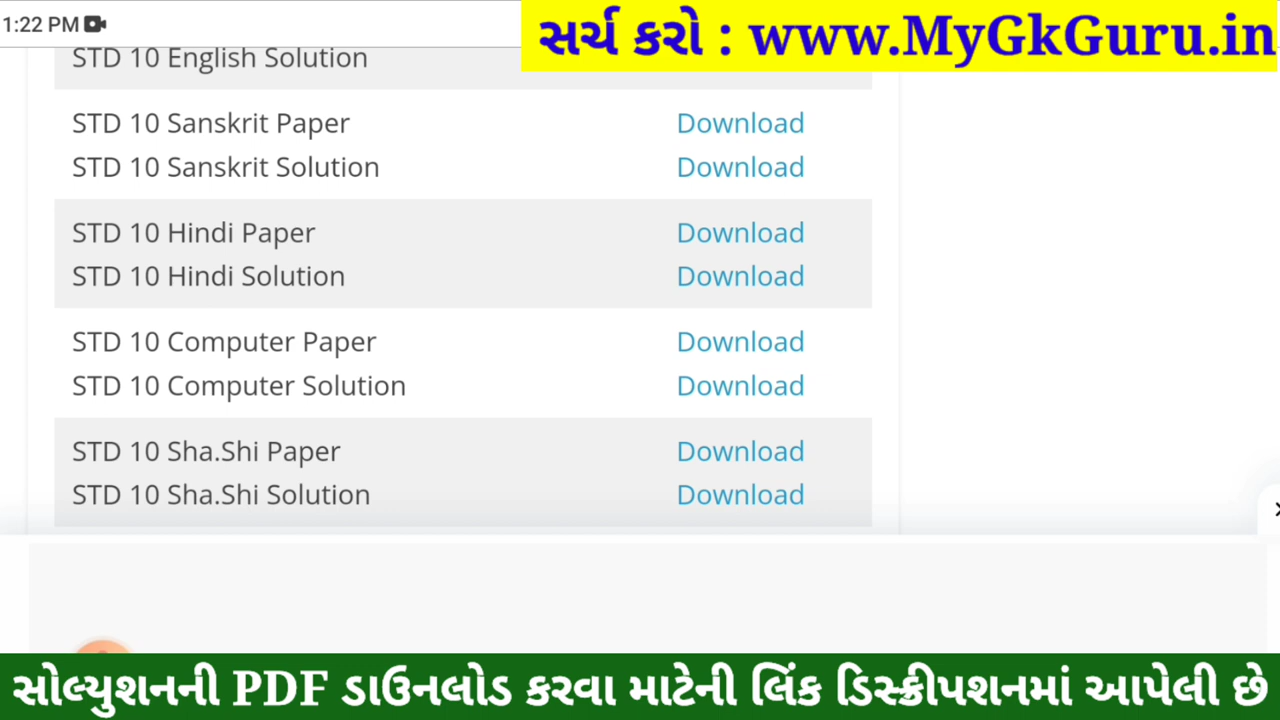 1:22 PM
સર્ચ કરો : www.MyGkGuru.in
STD 10 English Solution
STD 10 Sanskrit Paper Download
STD 10 Sanskrit Solution Download
STD 10 Hindi Paper Download
STD 10 Hindi Solution Download
STD 10 Computer Paper Download
STD 10 Computer Solution Download
STD 10 Sha.Shi Paper Download
STD 10 Sha.Shi Solution Download
સોલ્યુશનની PDF ડાઉનલોડ કરવા માટેની લિંક ડિસ્ક્રીપશનમાં આપેલી છે